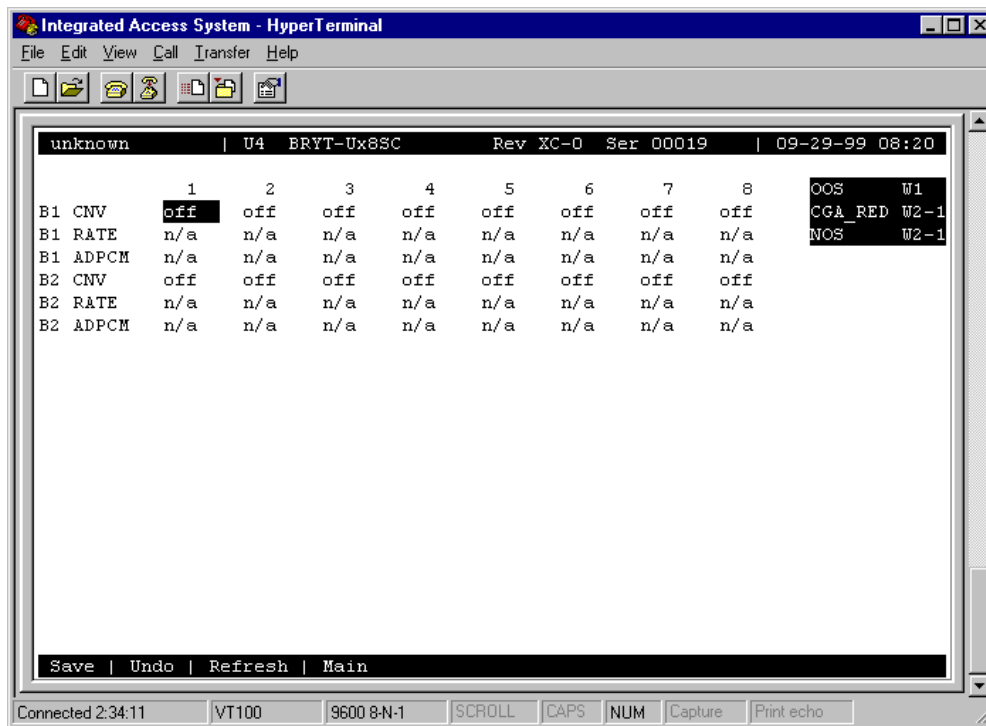 Integrated Access System - HyperTerminal
File Edit View Call Transfer Help
unknown | U4 BRYT-Ux8SC Rev XC-0 Ser 00019 | 09-29-99 08:20
1 2 3 4 5 6 7 8 OOS W1
B1 CNV off off off off off off off off CGA_RED W2-1
B1 RATE n/a n/a n/a n/a n/a n/a n/a n/a NOS W2-1
B1 ADPCM n/a n/a n/a n/a n/a n/a n/a n/a
B2 CNV off off off off off off off off
B2 RATE n/a n/a n/a n/a n/a n/a n/a n/a
B2 ADPCM n/a n/a n/a n/a n/a n/a n/a n/a
Save | Undo | Refresh | Main
Connected 2:34:11 VT100 9600 8-N-1 SCROLL CAPS NUM Capture Print echo